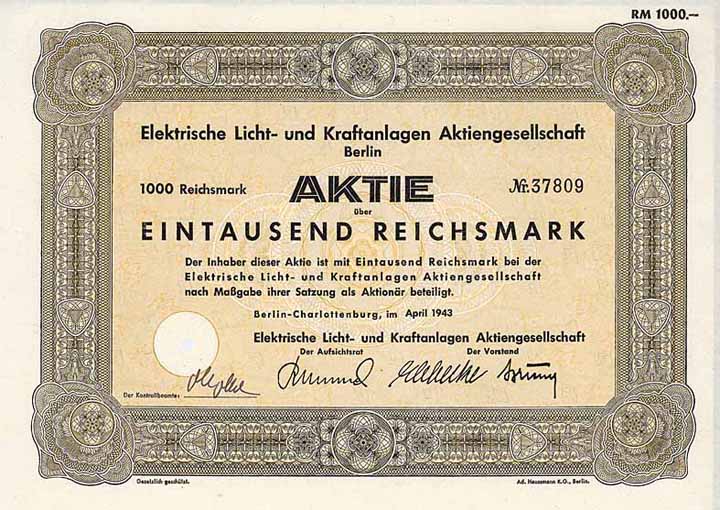 RM 1000.—
Elektrische Licht- und Kraftanlagen Aktiengesellschaft
Berlin
1000 Reichsmark AKTIE Nr. 37809
über
EINTAUSEND REICHSMARK
Der Inhaber dieser Aktie ist mit Eintausend Reichsmark bei der
Elektrische Licht- und Kraftanlagen Aktiengesellschaft
nach Maßgabe ihrer Satzung als Aktionär beteiligt.
Berlin-Charlottenburg, im April 1943
Elektrische Licht- und Kraftanlagen Aktiengesellschaft
Der Aufsichtsrat Der Vorstand
Der Kontrollbeamte:
Gesetzlich geschützt. Ad. Haussmann K.G., Berlin.